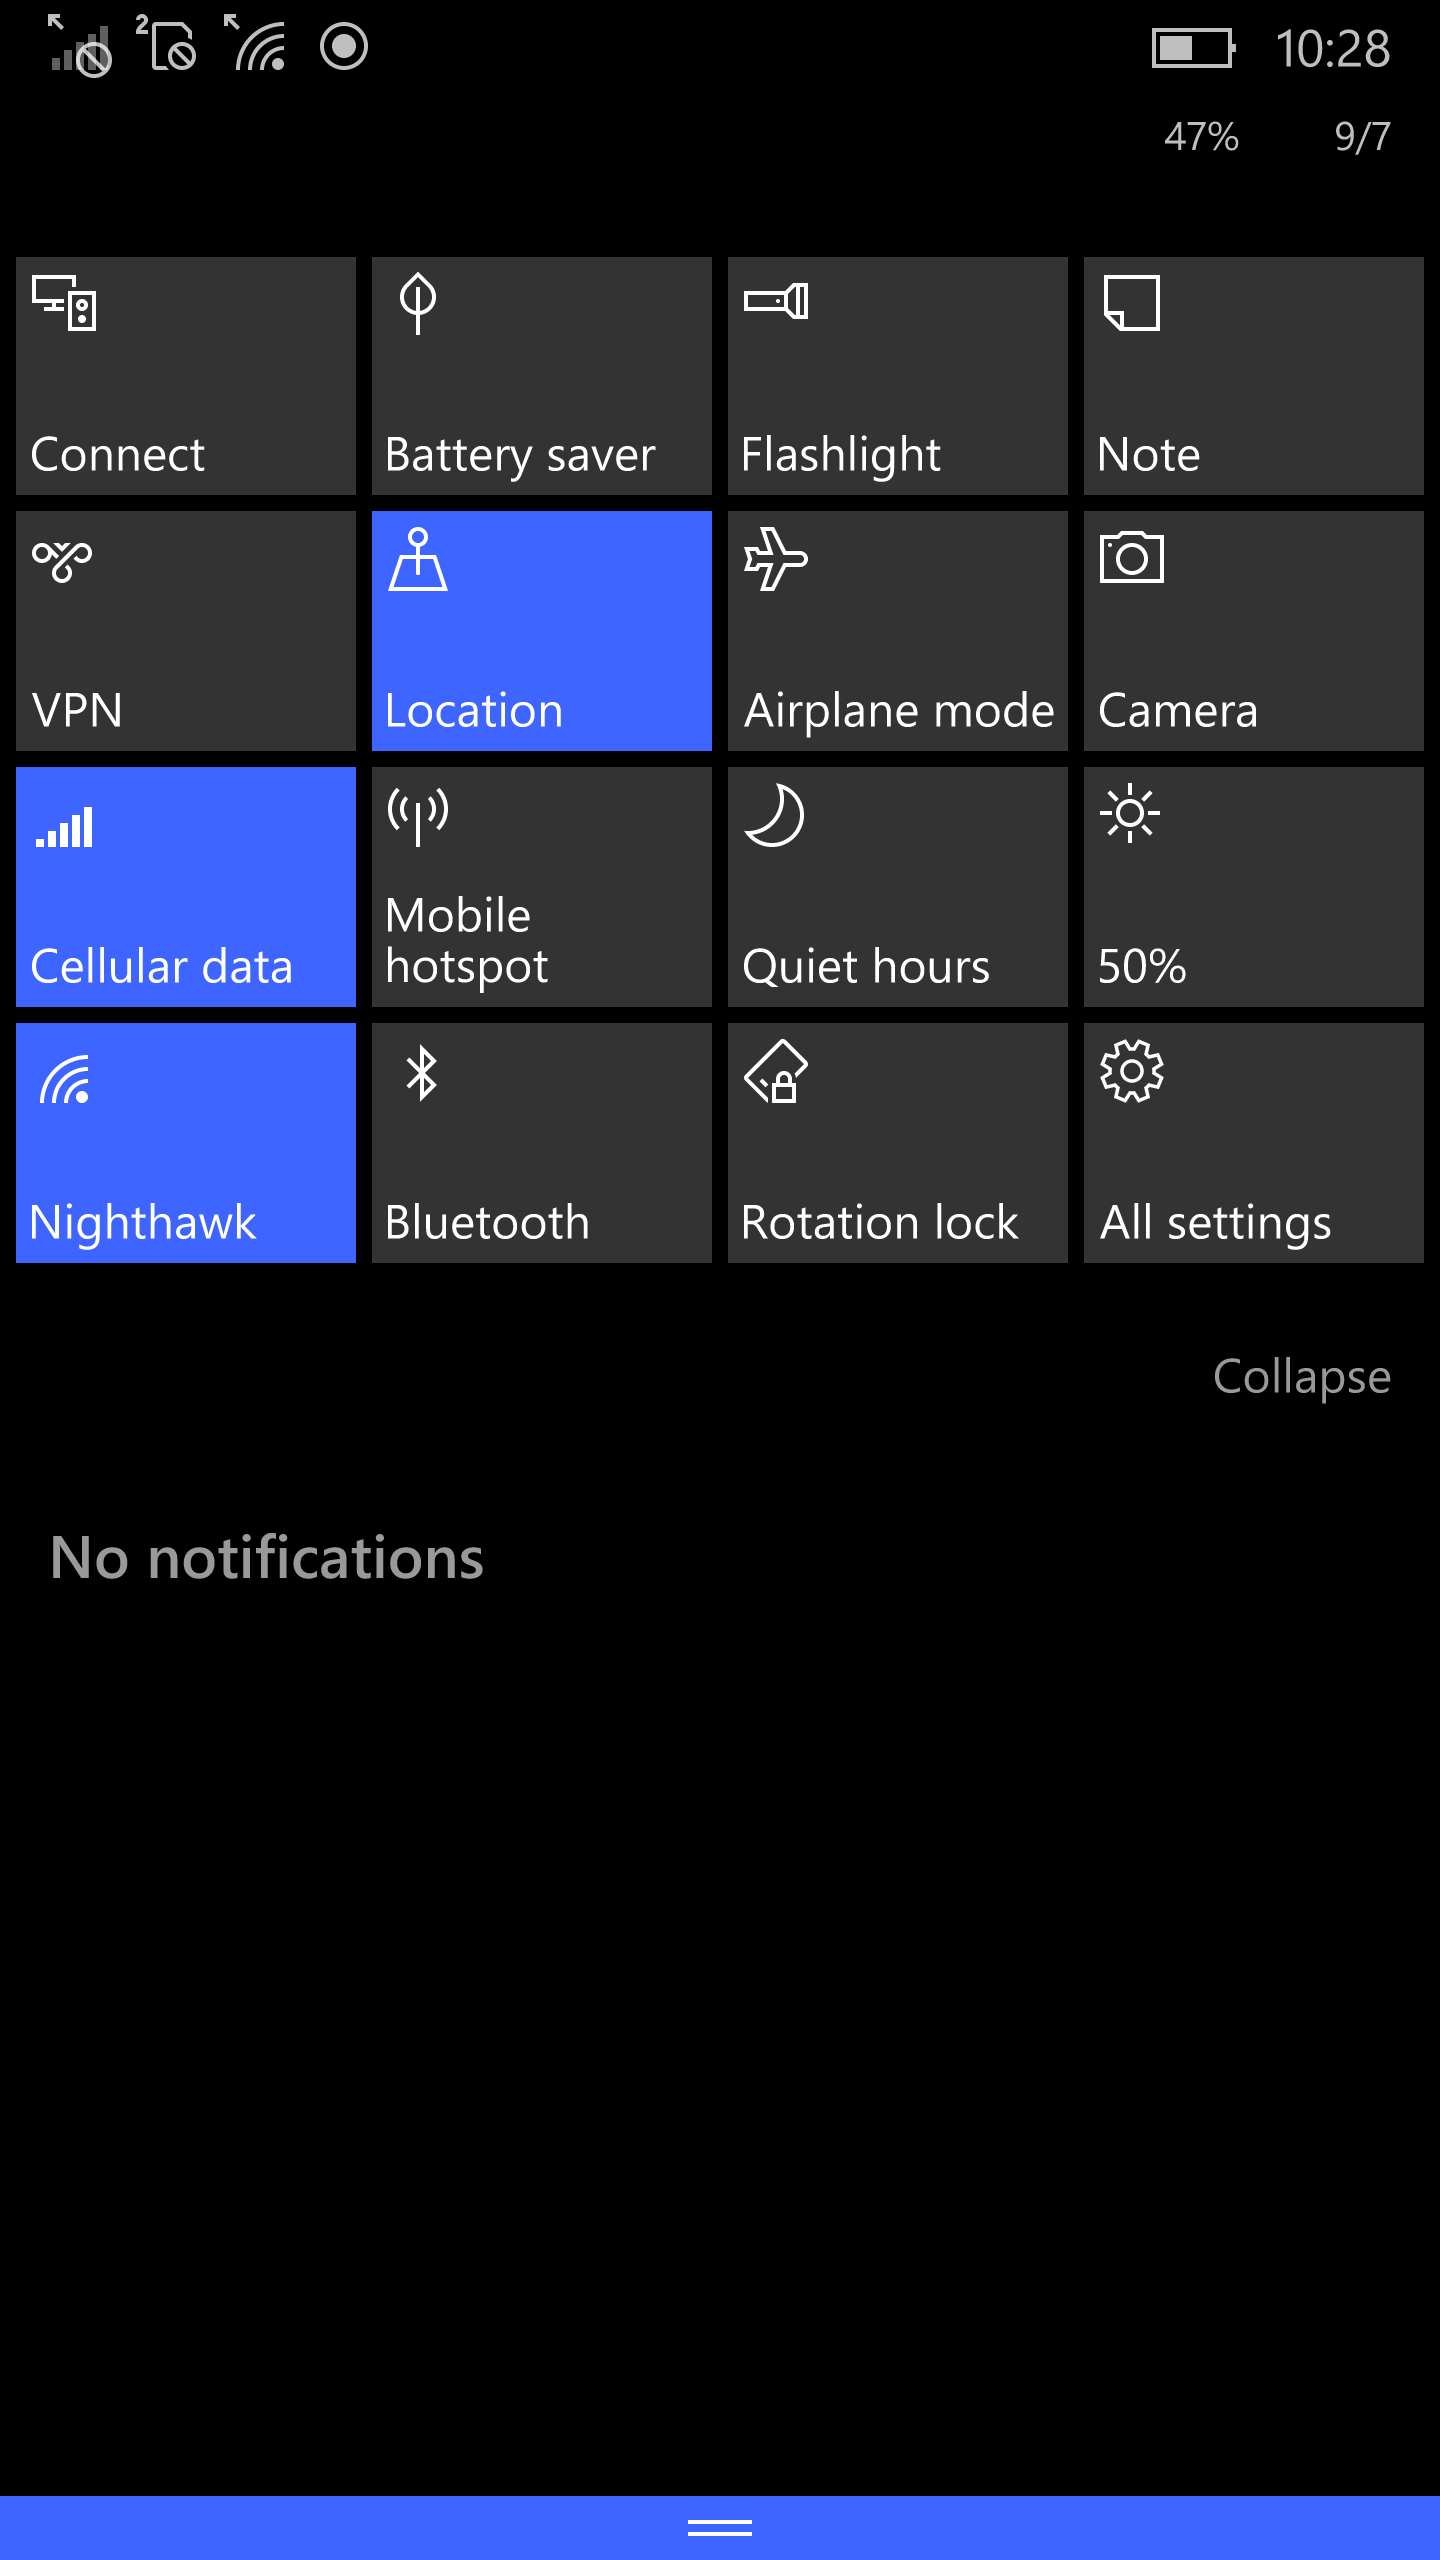 2
10:28
47% 9/7
Connect
Battery saver
Flashlight
Note
VPN
Location
Airplane mode
Camera
Cellular data
Mobile
hotspot
Quiet hours
50%
Nighthawk
Bluetooth
Rotation lock
All settings
Collapse
No notifications